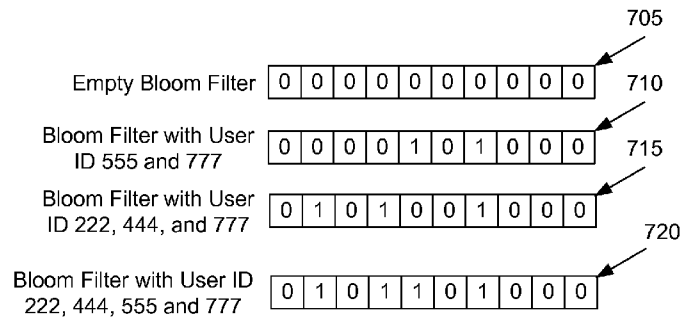 705
Empty Bloom Filter 0 0 0 0 0 0 0 0 0 0
710
Bloom Filter with User
ID 555 and 777
0 0 0 0 1 0 1 0 0 0
715
Bloom Filter with User
ID 222, 444, and 777
0 1 0 1 0 0 1 0 0 0
720
Bloom Filter with User ID
222, 444, 555 and 777
0 1 0 1 1 0 1 0 0 0